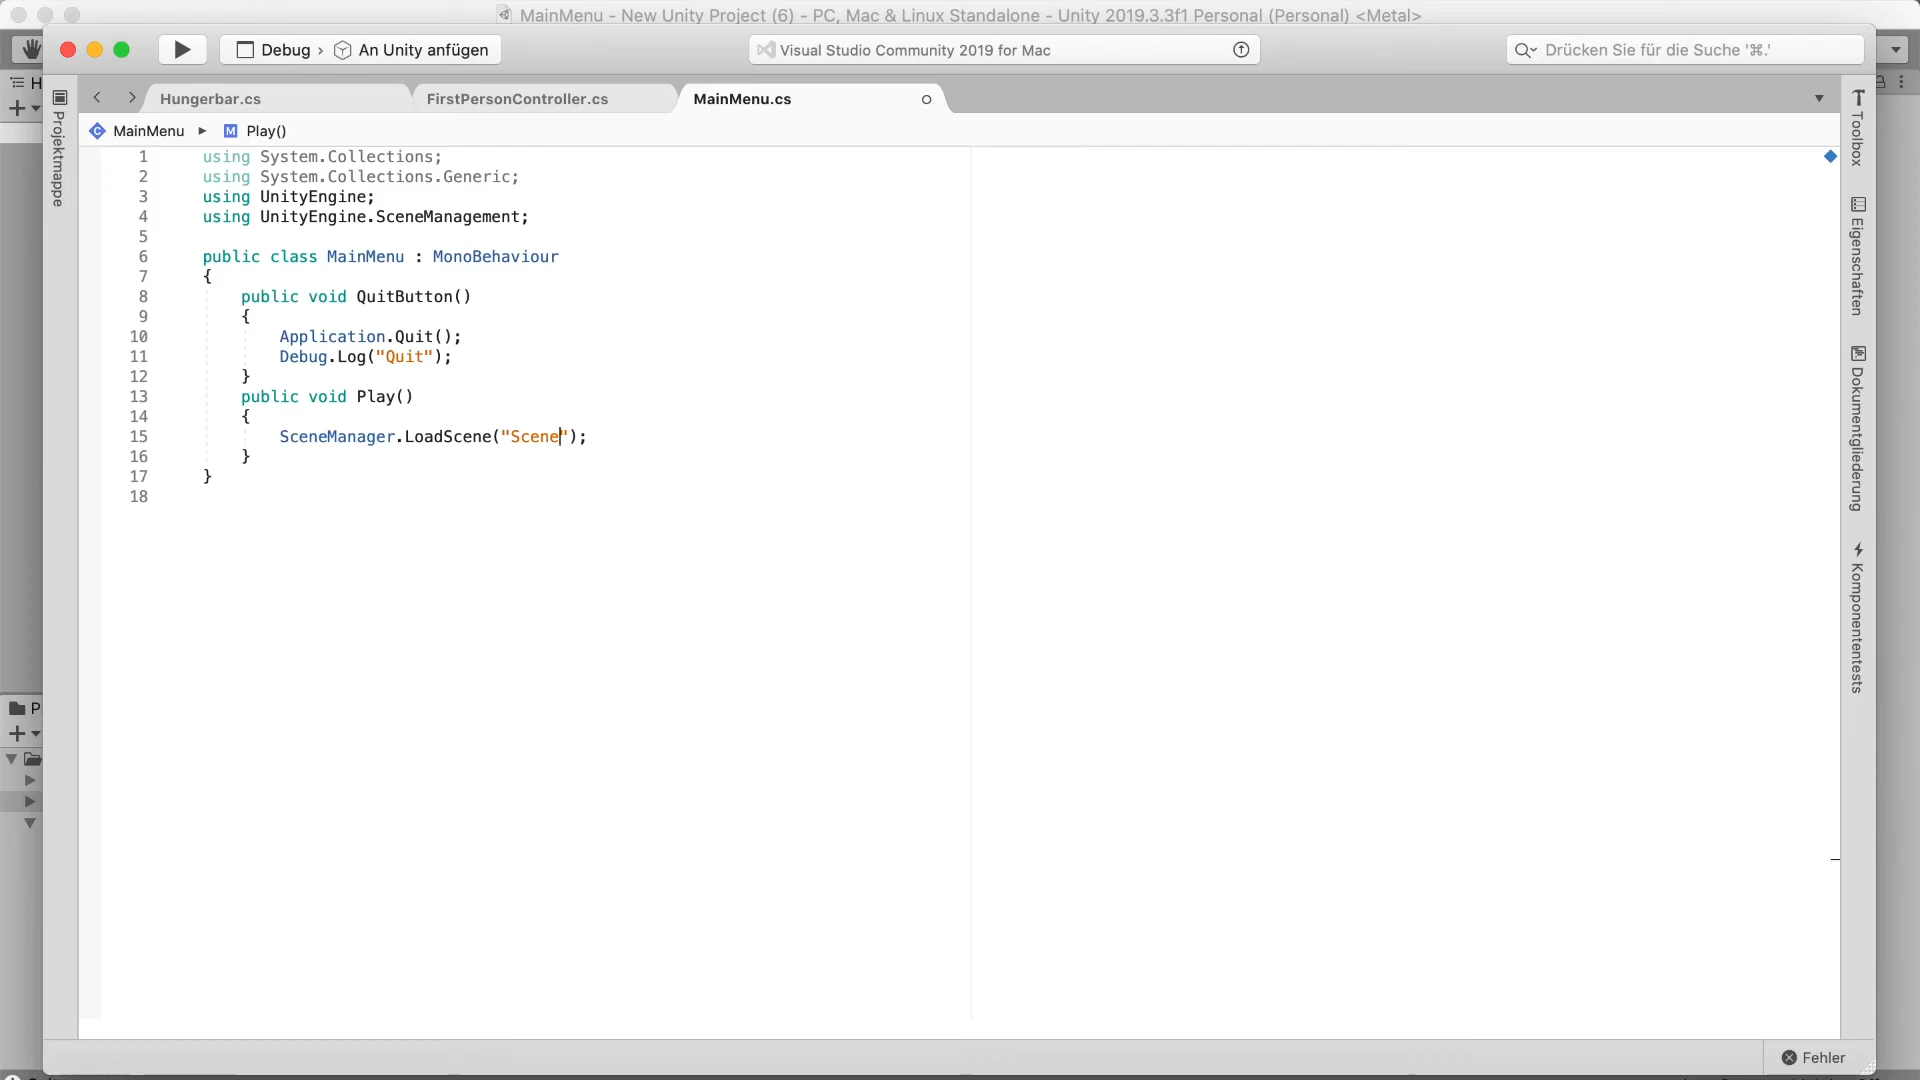 MainMenu - New Unity Project (6) - PC, Mac & Linux Standalone - Unity 2019.3.3f1 Personal (Personal) <Metal>
Debug › An Unity anfügen
Visual Studio Community 2019 for Mac
Drücken Sie für die Suche '⌘.'
H
Hungerbar.cs
FirstPersonController.cs
MainMenu.cs
MainMenu ▸ M Play()
Projektmappe
1 using System.Collections;
2 using System.Collections.Generic;
3 using UnityEngine;
4 using UnityEngine.SceneManagement;
5
6 public class MainMenu : MonoBehaviour
7 {
8 public void QuitButton()
9 {
10 Application.Quit();
11 Debug.Log("Quit");
12 }
13 public void Play()
14 {
15 SceneManager.LoadScene("Scene");
16 }
17 }
18
Toolbox
Eigenschaften
Dokumentgliederung
Komponententests
P
Fehler